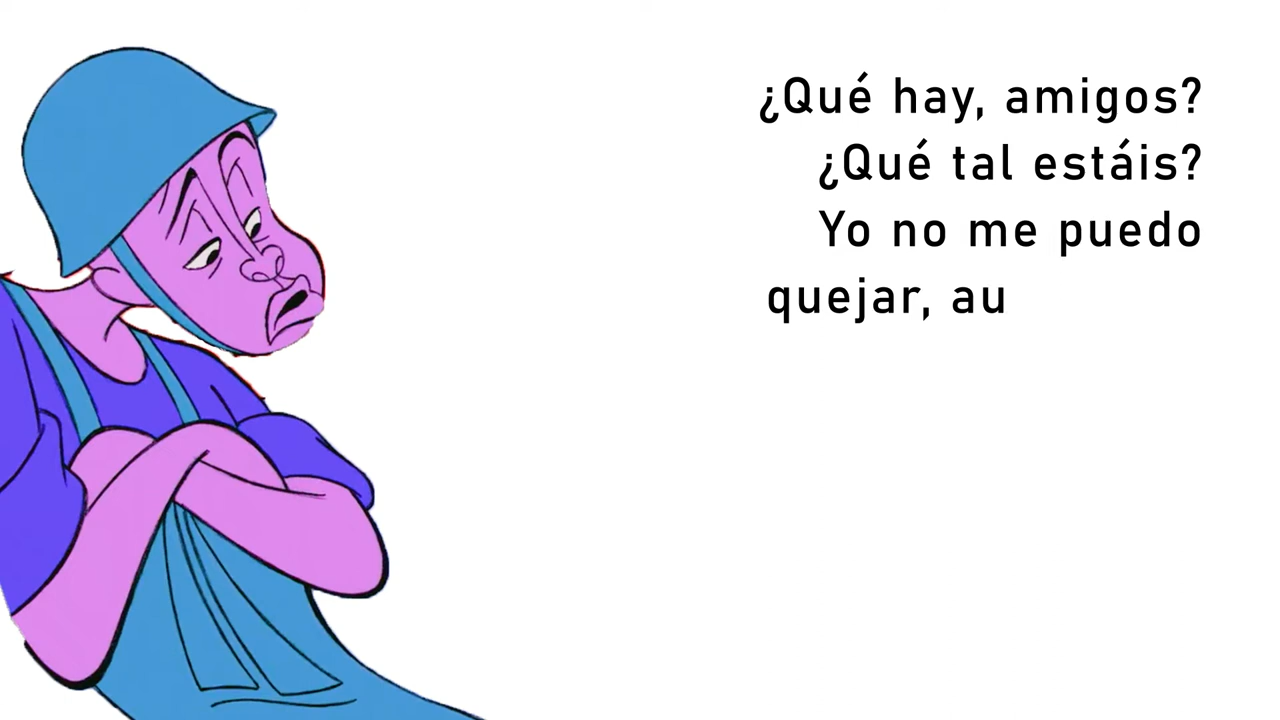 ¿Qué hay, amigos?
¿Qué tal estáis?
Yo no me puedo
quejar, au